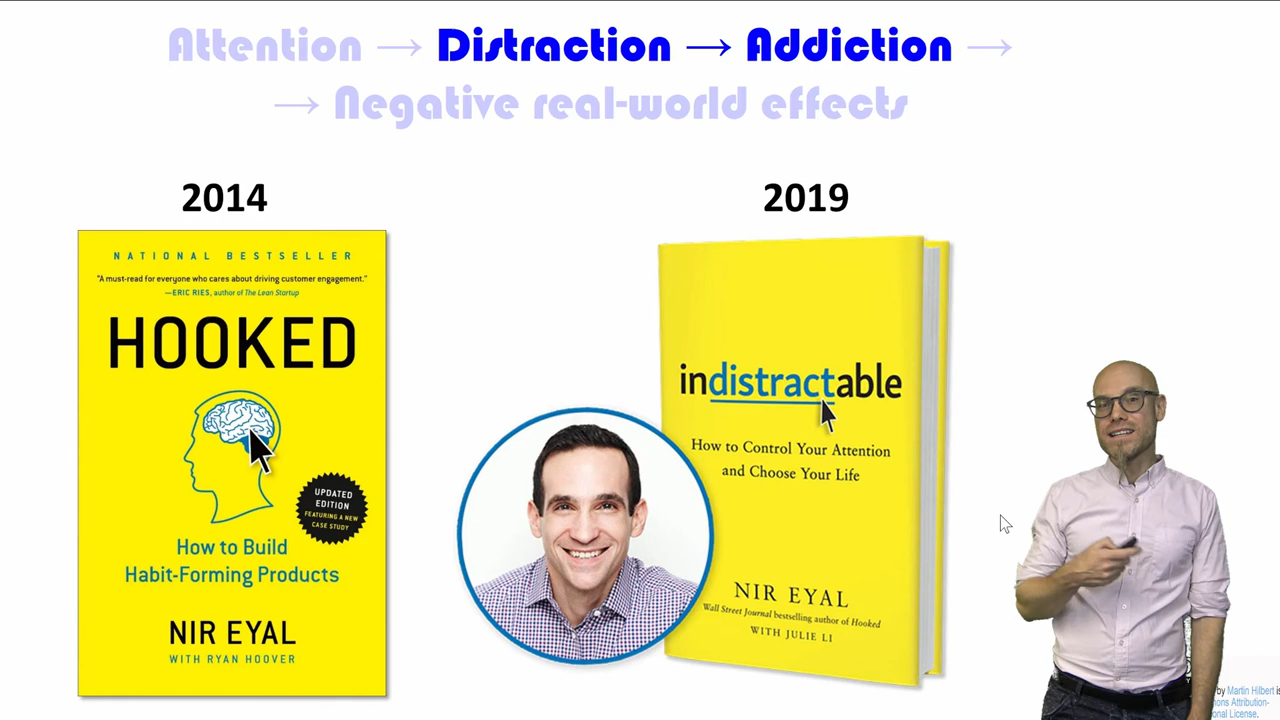 Attention → Distraction → Addiction →
→ Negative real-world effects
2014
2019
NATIONAL BESTSELLER
"A must-read for everyone who cares about driving customer engagement."
—ERIC RIES, author of The Lean Startup
HOOKED
UPDATED
EDITION
FEATURING A NEW
CASE STUDY
How to Build
Habit-Forming Products
NIR EYAL
WITH RYAN HOOVER
indistractable
How to Control Your Attention
and Choose Your Life
NIR EYAL
Wall Street Journal bestselling author of Hooked
WITH JULIE LI
by Martin Hilbert is
Attribution-
License.